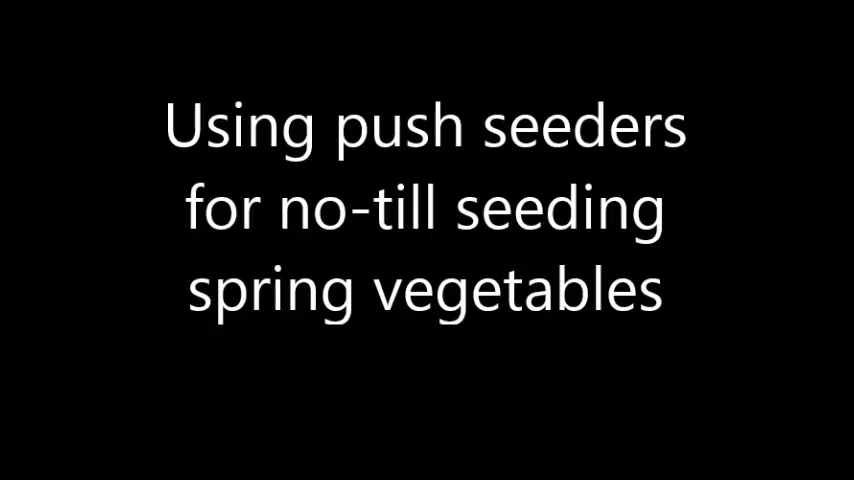 Using push seeders
for no-till seeding
spring vegetables